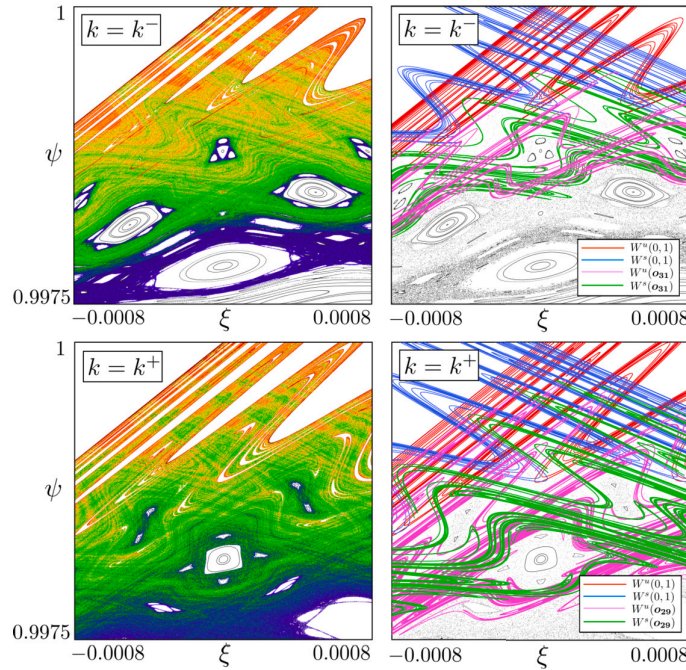 1
k = k⁻
k = k⁻
ψ
Wᵘ(0, 1)
Wˢ(0, 1)
Wᵘ(o₃₁)
Wˢ(o₃₁)
0.9975
−0.0008
ξ
0.0008
−0.0008
ξ
0.0008
1
k = k⁺
k = k⁺
ψ
Wᵘ(0, 1)
Wˢ(0, 1)
Wᵘ(o₂₉)
Wˢ(o₂₉)
0.9975
−0.0008
ξ
0.0008
−0.0008
ξ
0.0008